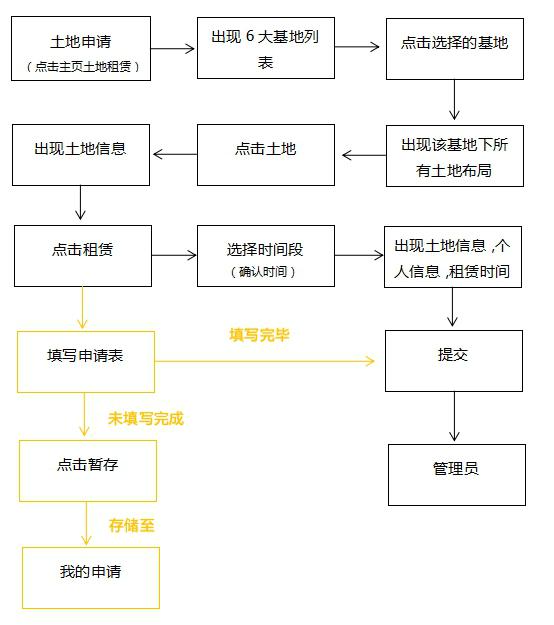 土地申请
（点击主页土地租赁）
出现 6 大基地列
表
点击选择的基地
出现土地信息
点击土地
出现该基地下所
有土地布局
点击租赁
选择时间段
（确认时间）
出现土地信息,个
人信息,租赁时间
填写申请表
填写完毕
提交
未填写完成
点击暂存
管理员
存储至
我的申请